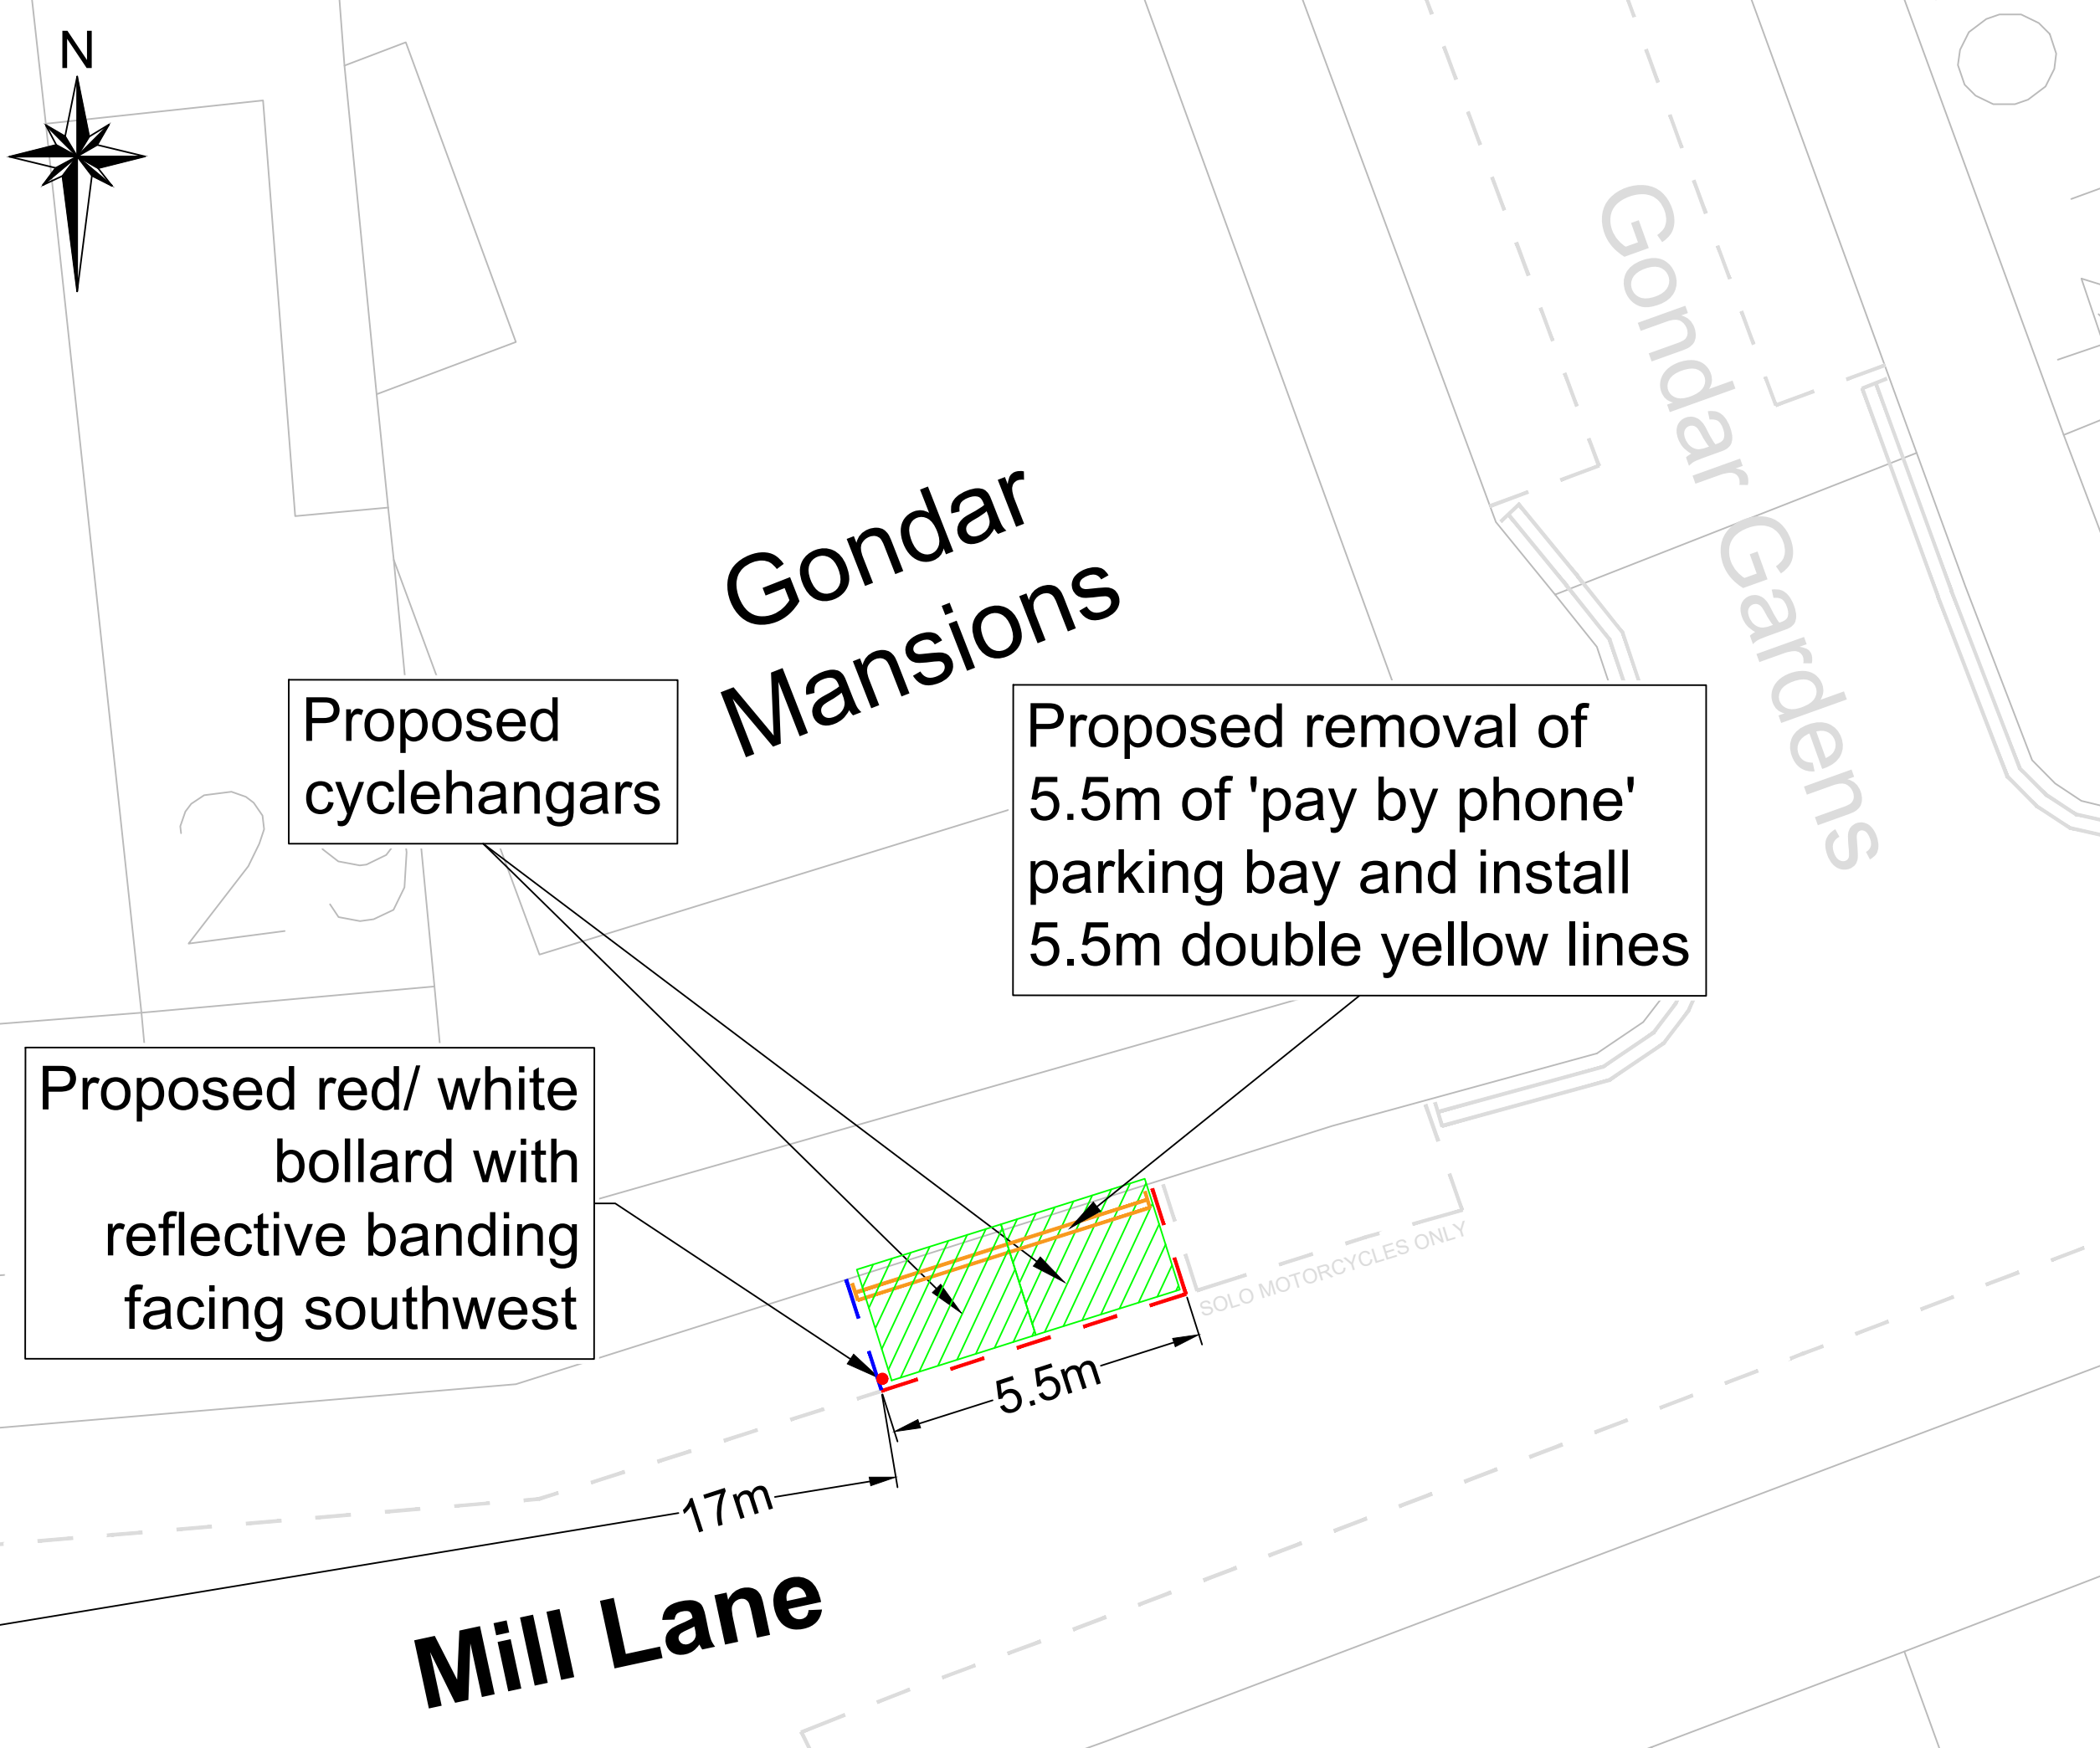 N
Gondar Gardens
Gondar
Mansions
Proposed
cyclehangars
Proposed removal of
5.5m of 'pay by phone'
parking bay and install
5.5m double yellow lines
Proposed red/ white
bollard with
reflective banding
facing southwest
SOLO MOTORCYCLES ONLY
5.5m
17m
Mill Lane